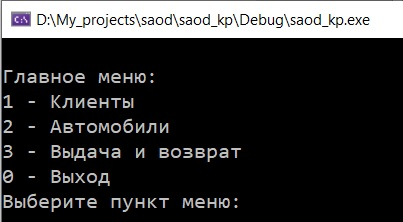 D:\My_projects\saod\saod_kp\Debug\saod_kp.exe
Главное меню:
1 - Клиенты
2 - Автомобили
3 - Выдача и возврат
0 - Выход
Выберите пункт меню: